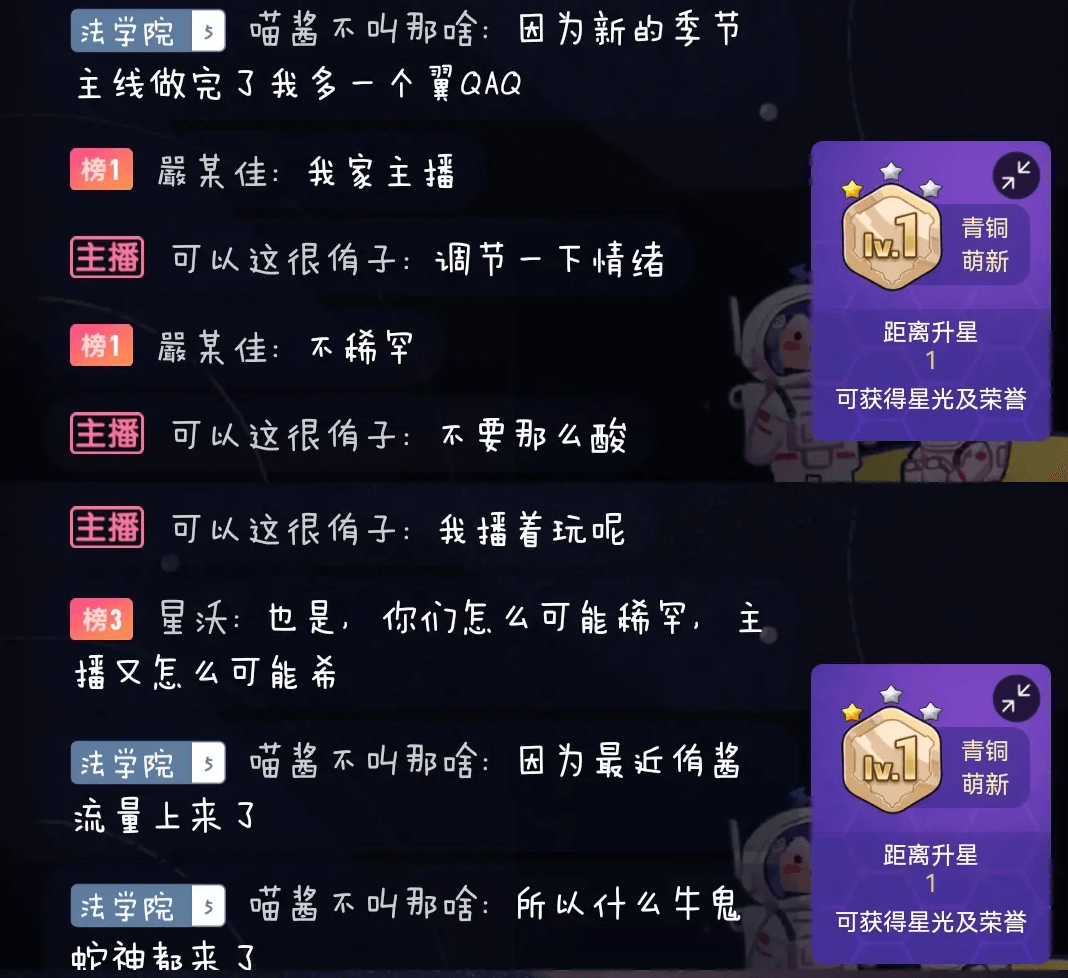 法学院 5 喵酱不叫那啥：因为新的季节
主线做完了我多一个翼QAQ
榜1 嚴某佳：我家主播
主播 可以这很侑子：调节一下情绪
榜1 嚴某佳：不稀罕
主播 可以这很侑子：不要那么酸
lv.1
青铜
萌新
距离升星
1
可获得星光及荣誉
主播 可以这很侑子：我播着玩呢
榜3 星沃：也是，你们怎么可能稀罕，主
播又怎么可能希
法学院 5 喵酱不叫那啥：因为最近侑酱
流量上来了
法学院 5 喵酱不叫那啥：所以什么牛鬼
蛇神都来了
lv.1
青铜
萌新
距离升星
1
可获得星光及荣誉